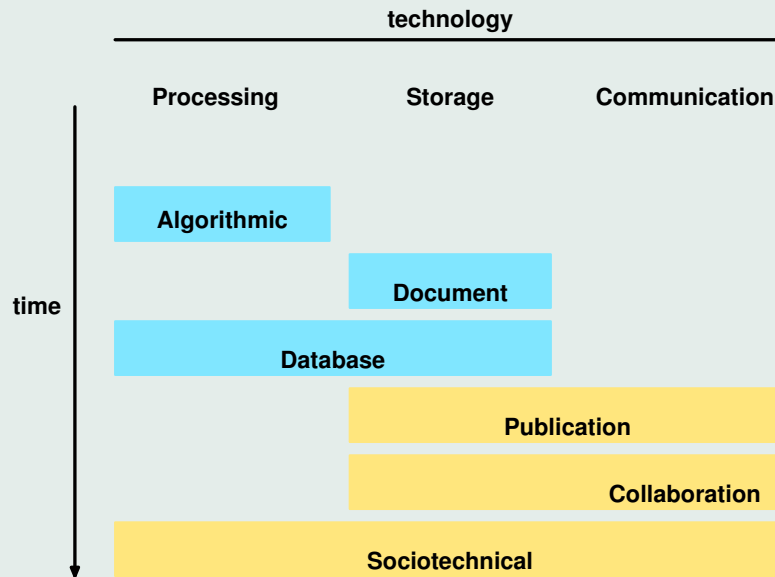 technology
Processing Storage Communication
Algorithmic
Document
time
Database
Publication
Collaboration
Sociotechnical